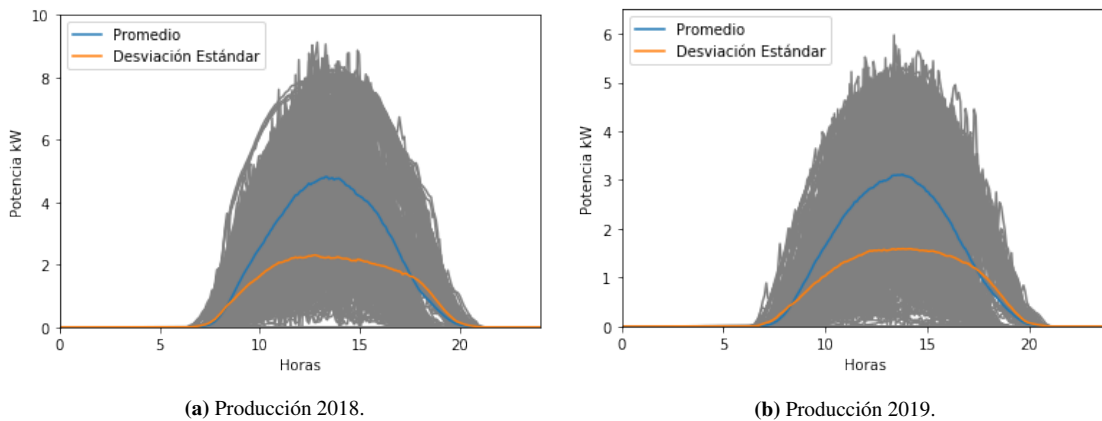 10
8
6
4
2
0
Potencia kW
Promedio
Desviación Estándar
0
5
10
15
20
Horas
(a) Producción 2018.
6
5
4
3
2
1
0
Potencia kW
Promedio
Desviación Estándar
0
5
10
15
20
Horas
(b) Producción 2019.